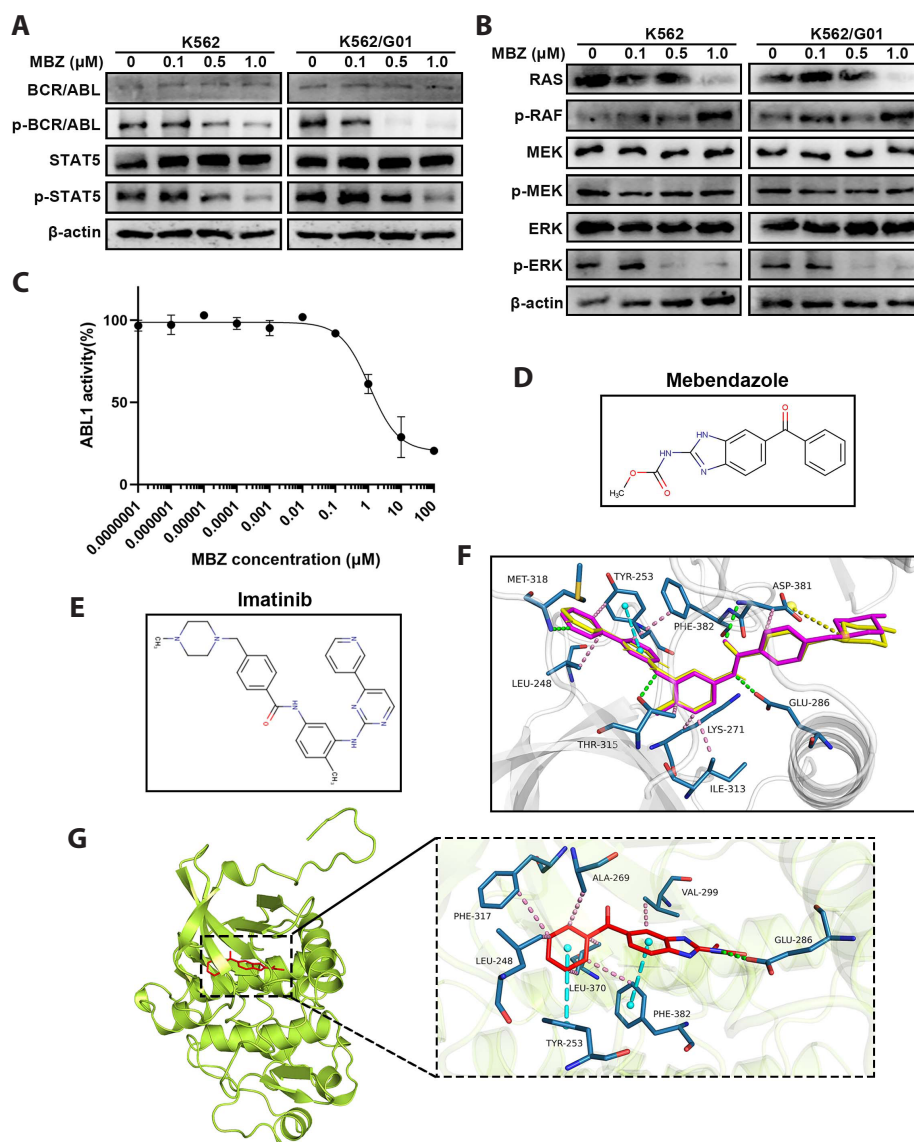 A
K562 K562/G01
MBZ (μM) 0 0.1 0.5 1.0 0 0.1 0.5 1.0
BCR/ABL
p-BCR/ABL
STAT5
p-STAT5
β-actin
B
K562 K562/G01
MBZ (μM) 0 0.1 0.5 1.0 0 0.1 0.5 1.0
RAS
p-RAF
MEK
p-MEK
ERK
p-ERK
β-actin
C
ABL1 activity(%)
100
50
0
0.0000001 0.000001 0.00001 0.0001 0.001 0.01 0.1 1 10 100
MBZ concentration (μM)
D
Mebendazole
O
HN
NH
N
O
O
H₃C
E
Imatinib
N
CH₃
N
N
N
N
O
NH
NH
CH₃
F
MET-318
TYR-253
PHE-382
ASP-381
LEU-248
THR-315
LYS-271
GLU-286
ILE-313
G
PHE-317
ALA-269
VAL-299
GLU-286
LEU-248
LEU-370
PHE-382
TYR-253